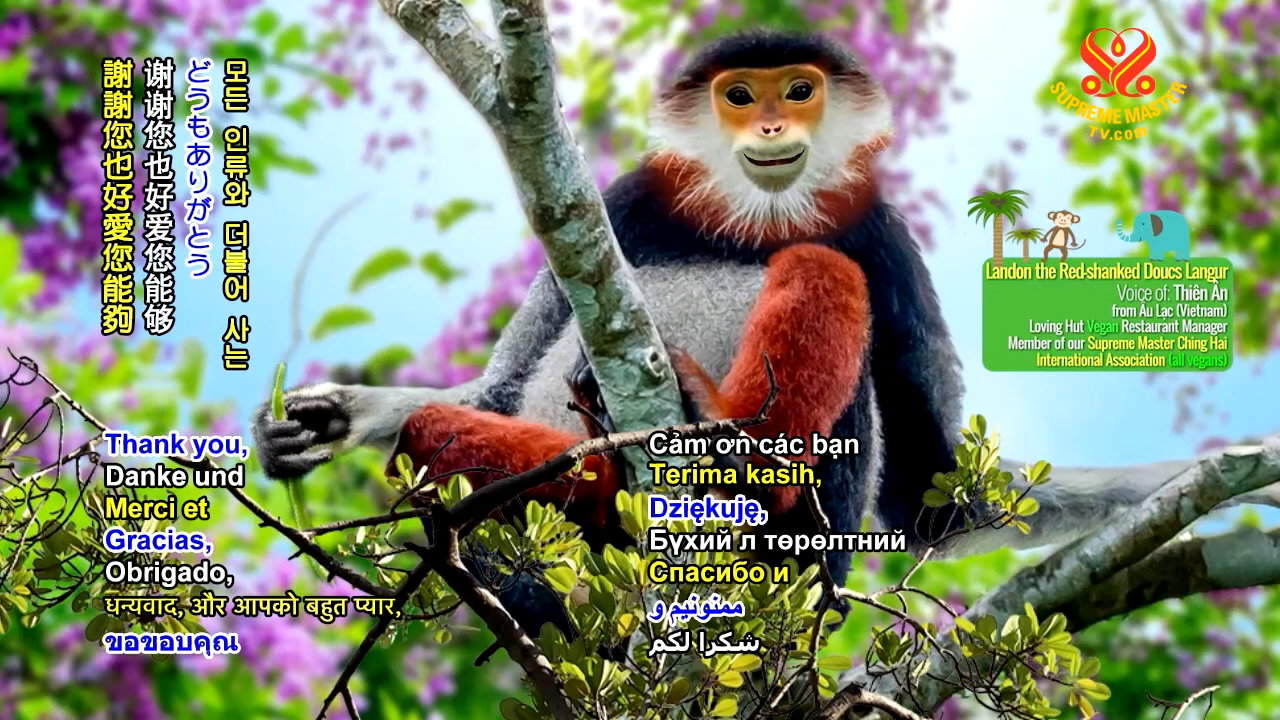 謝謝您也好愛您能夠
谢谢您也好爱您能够
どうもありがとう
모든 인류와 더불어 사는
SUPREME MASTER
TV.com
Landon the Red-shanked Doucs Langur
Voice of: Thiên Ân
from Âu Lạc (Vietnam)
Loving Hut Vegan Restaurant Manager
Member of our Supreme Master Ching Hai
International Association (all vegans)
Thank you,
Danke und
Merci et
Gracias,
Obrigado,
धन्यवाद, और आपको बहुत प्यार,
ขอขอบคุณ
Cảm ơn các bạn
Terima kasih,
Dziękuję,
Бүхий л төрөлтний
Спасибо и
ممنونیم و
شكرا لكم